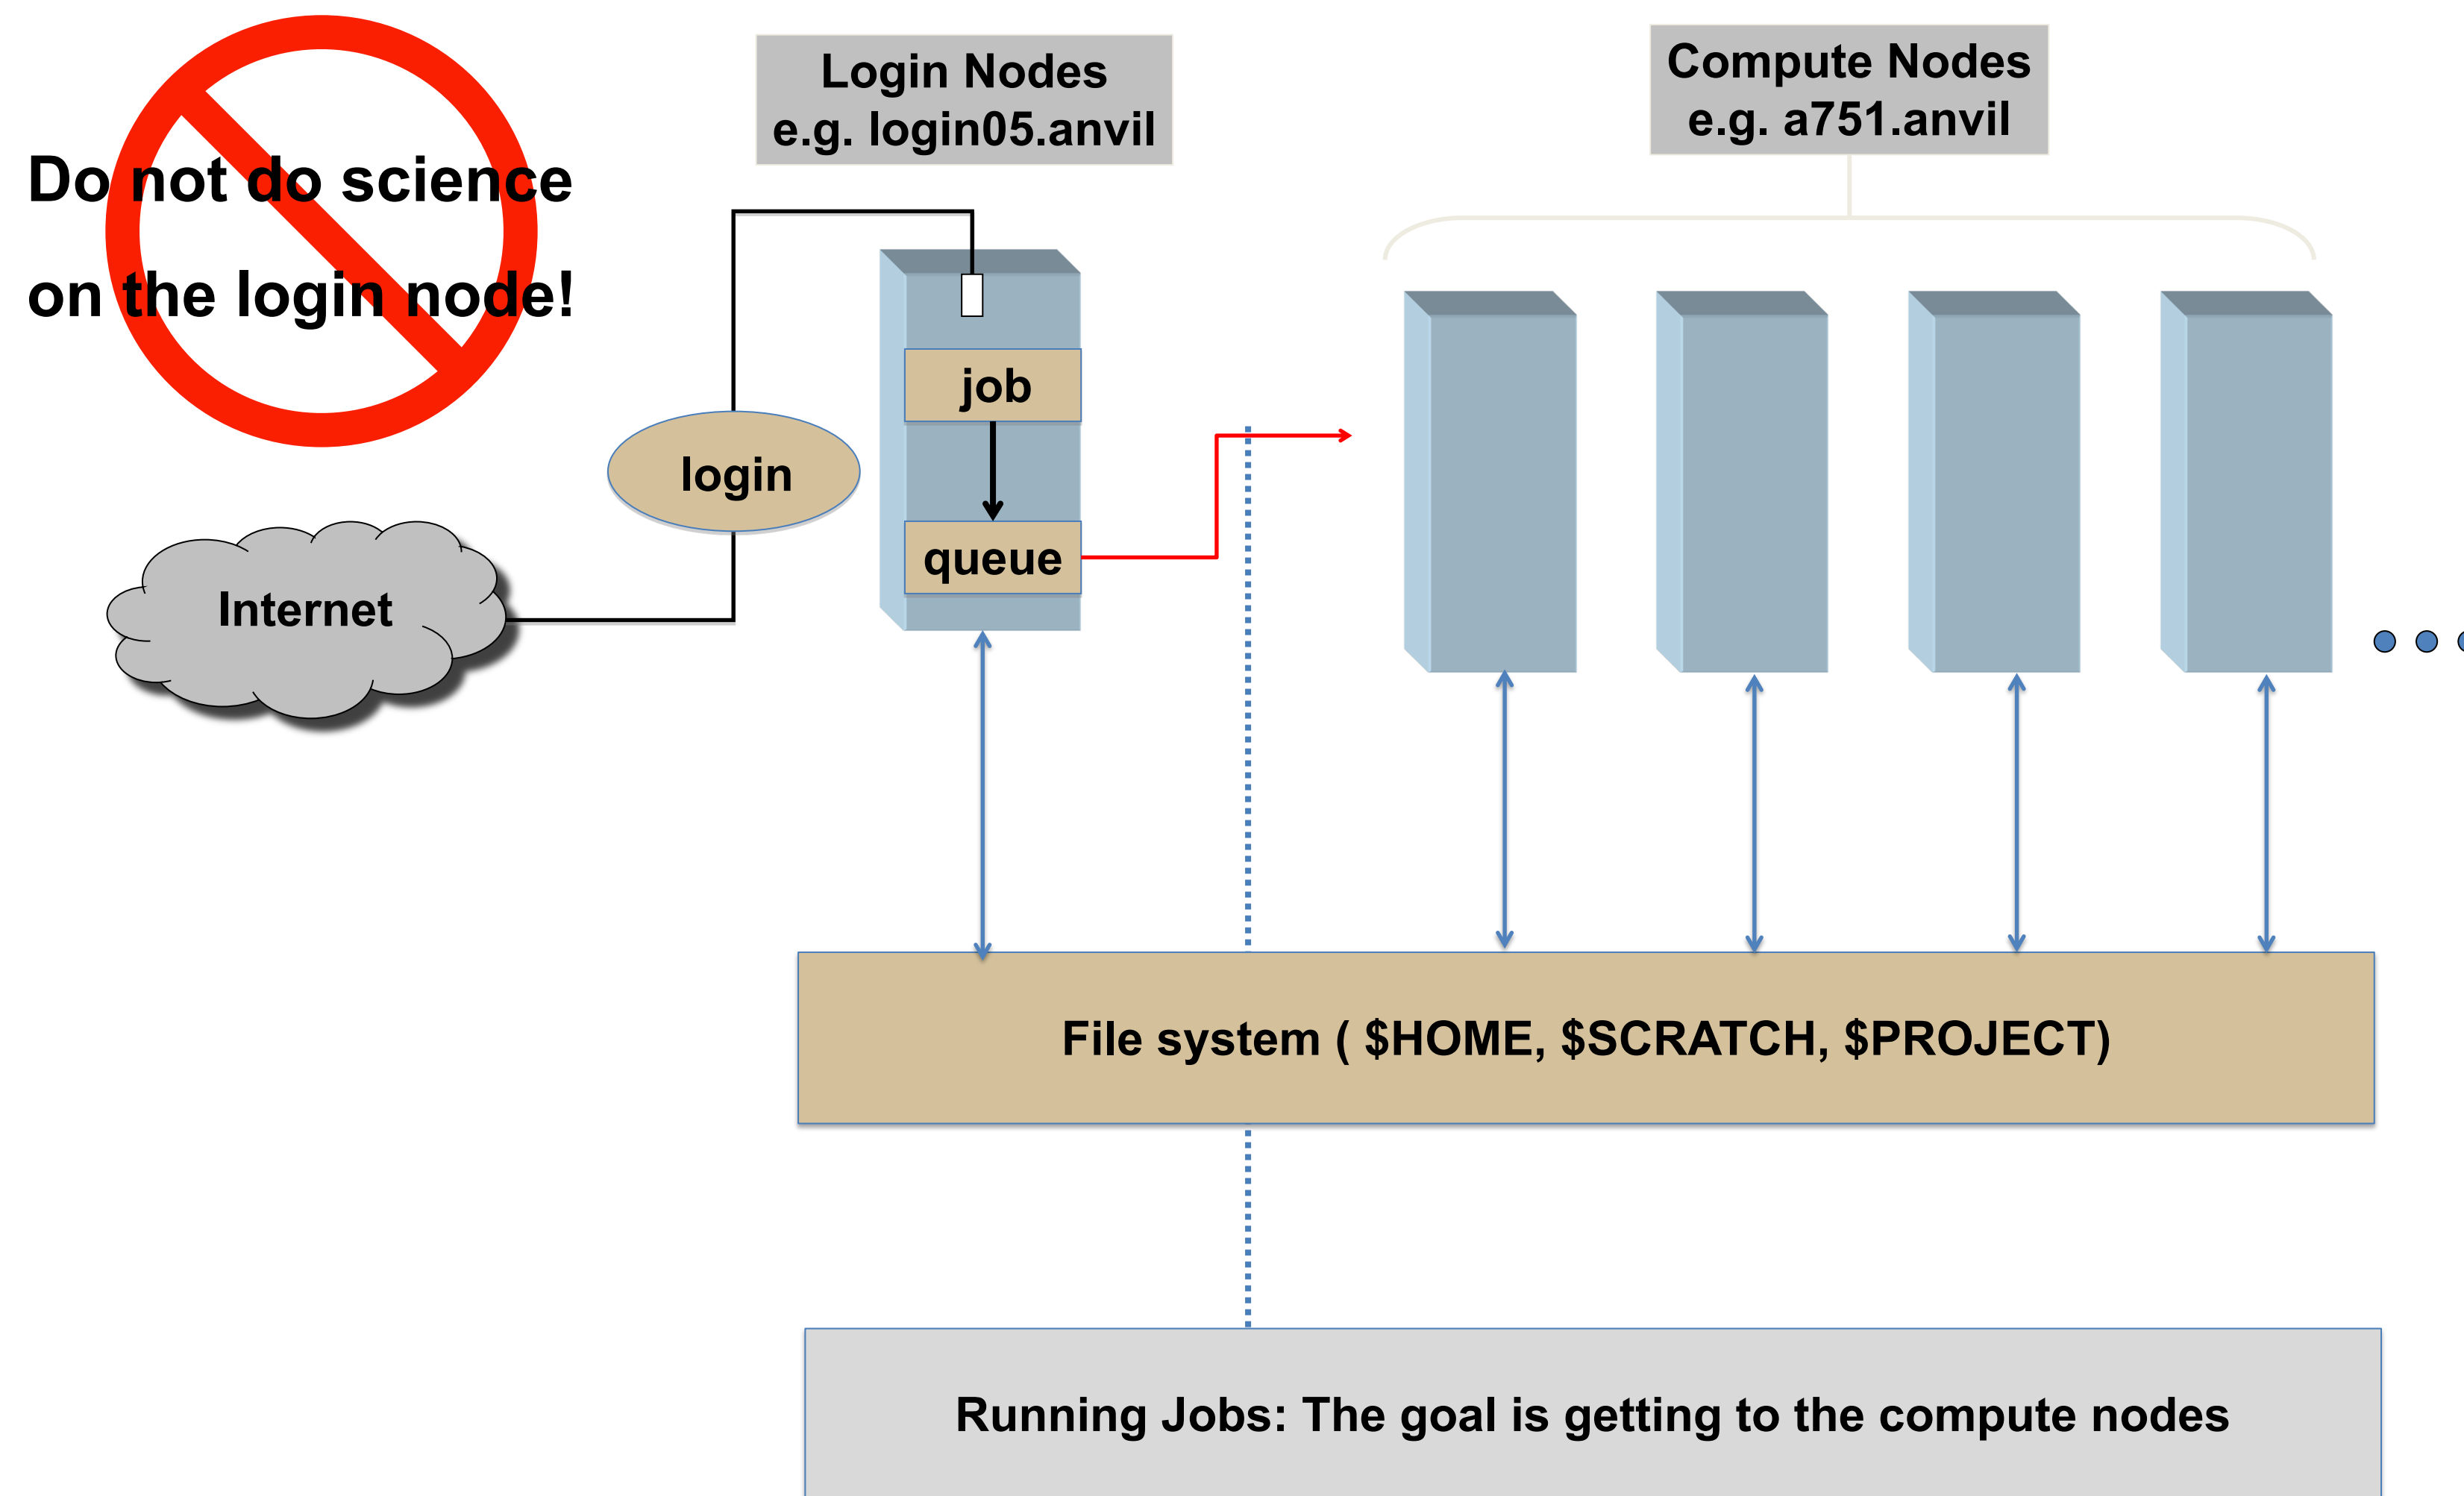 Do not do science
on the login node!
Login Nodes
e.g. login05.anvil
Compute Nodes
e.g. a751.anvil
job
login
queue
Internet
File system ( $HOME, $SCRATCH, $PROJECT)
Running Jobs: The goal is getting to the compute nodes